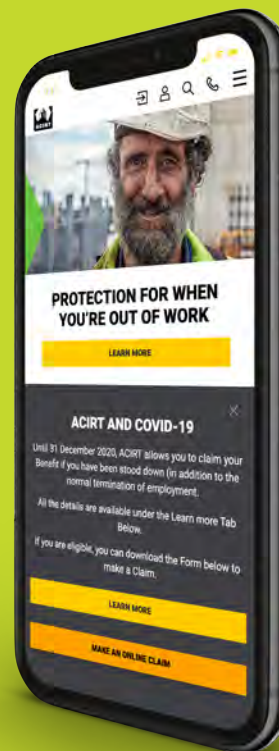 ACIRT
PROTECTION FOR WHEN
YOU'RE OUT OF WORK
LEARN MORE
ACIRT AND COVID-19
Until 31 December 2020, ACIRT allows you to claim your
Benefit if you have been stood down (in addition to the
normal termination of employment.
All the details are available under the Learn more Tab
Below.
If you are eligible, you can download the Form below to
make a Claim.
LEARN MORE
MAKE AN ONLINE CLAIM